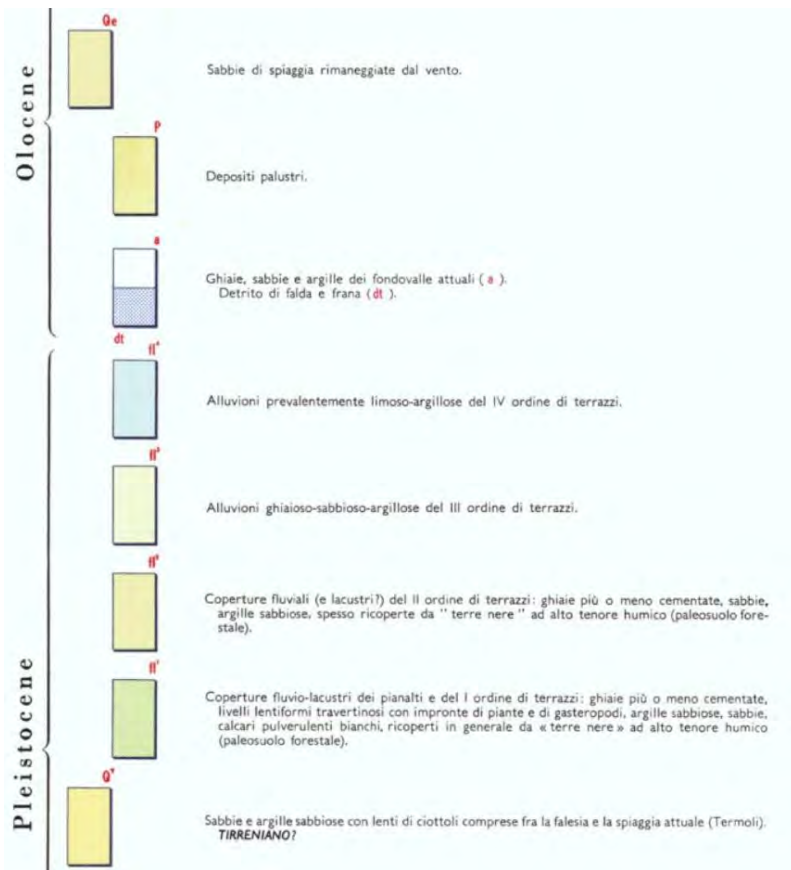 Olocene
Qe
Sabbie di spiaggia rimaneggiate dal vento.
P
Depositi palustri.
a
Ghiaie, sabbie e argille dei fondovalle attuali ( a ).
Detrito di falda e frana ( dt ).
dt
Pleistocene
fl⁴
Alluvioni prevalentemente limoso-argillose del IV ordine di terrazzi.
fl³
Alluvioni ghiaioso-sabbioso-argillose del III ordine di terrazzi.
fl²
Coperture fluviali (e lacustri?) del II ordine di terrazzi: ghiaie più o meno cementate, sabbie,
argille sabbiose, spesso ricoperte da " terre nere " ad alto tenore humico (paleosuolo fore-
stale).
fl¹
Coperture fluvio-lacustri dei pianalti e del I ordine di terrazzi: ghiaie più o meno cementate,
livelli lentiformi travertinosi con impronte di piante e di gasteropodi, argille sabbiose, sabbie,
calcari pulverulenti bianchi, ricoperti in generale da « terre nere » ad alto tenore humico
(paleosuolo forestale).
Sabbie e argille sabbiose con lenti di ciottoli comprese fra la falesia e la spiaggia attuale (Termoli).
TIRRENIANO?